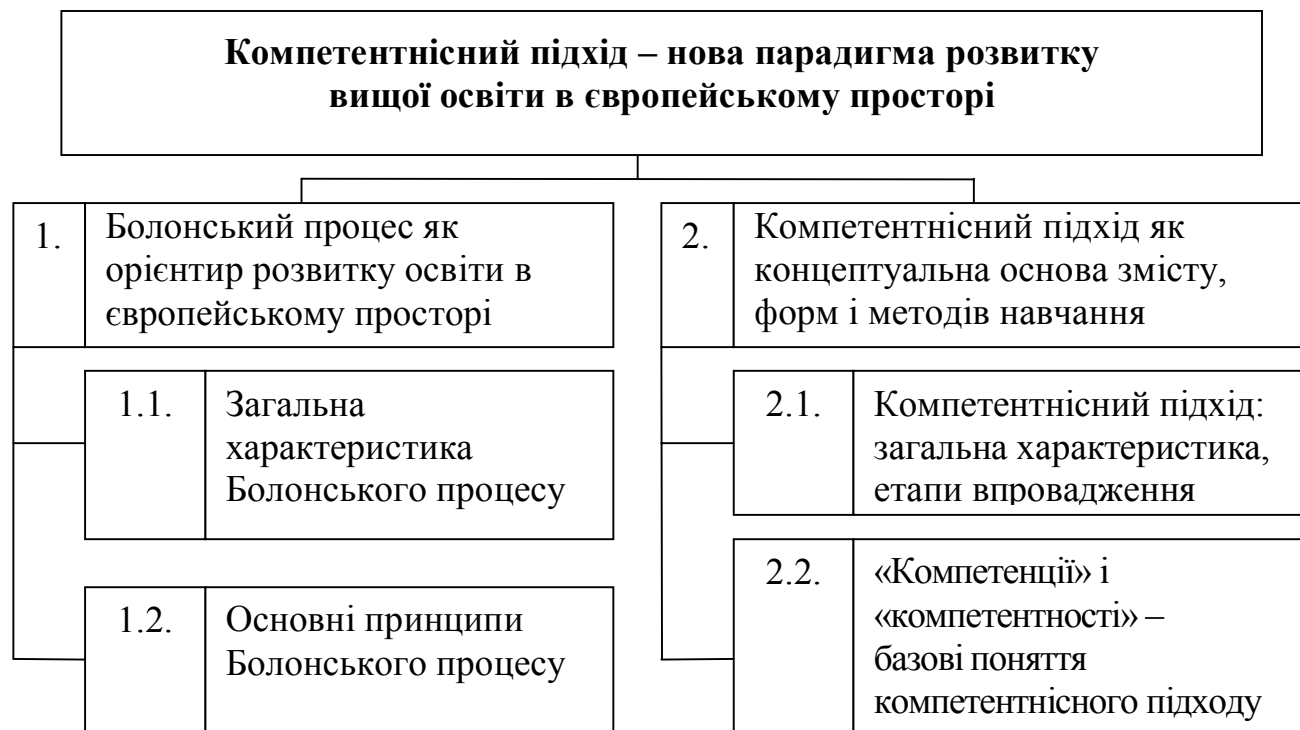 Компетентнісний підхід – нова парадигма розвитку
вищої освіти в європейському просторі
1. Болонський процес як
орієнтир розвитку освіти в
європейському просторі
1.1. Загальна
характеристика
Болонського процесу
1.2. Основні принципи
Болонського процесу
2. Компетентнісний підхід як
концептуальна основа змісту,
форм і методів навчання
2.1. Компетентнісний підхід:
загальна характеристика,
етапи впровадження
2.2. «Компетенції» і
«компетентності» –
базові поняття
компетентнісного підходу